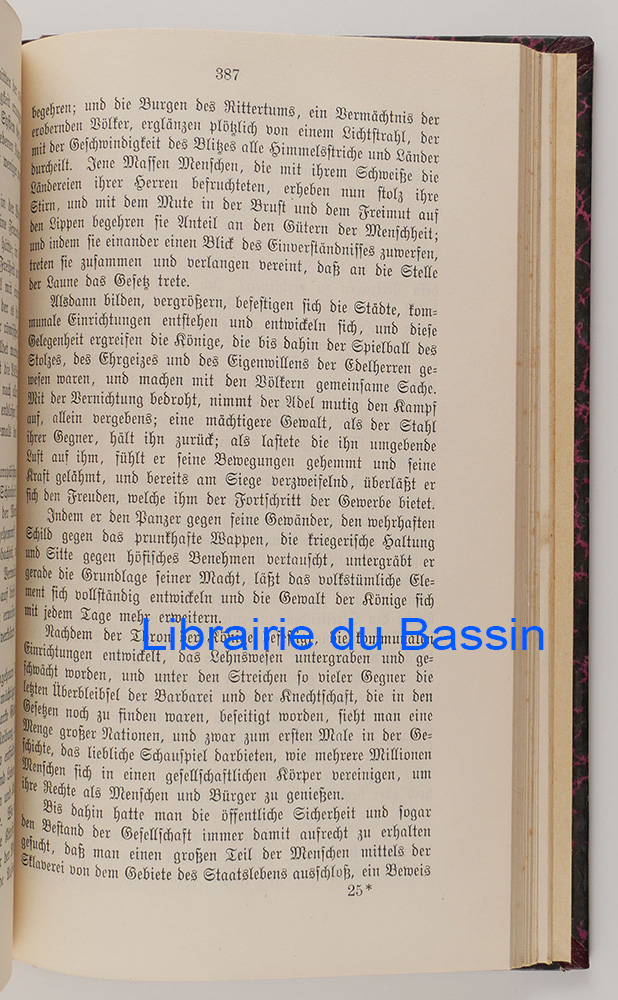 387
begehren; und die Burgen des Rittertums, ein Vermächtnis der
erobernden Völker, erglänzen plötzlich von einem Lichtstrahl, der
mit der Geschwindigkeit des Blitzes alle Himmelsstriche und Länder
durcheilt. Jene Massen Menschen, die mit ihrem Schweiße die
Ländereien ihrer Herren befruchteten, erheben nun stolz ihre
Stirn, und mit dem Mute in der Brust und dem Freimut auf
den Lippen begehren sie Anteil an den Gütern der Menschheit;
und indem sie einander einen Blick des Einverständnisses zuwerfen,
treten sie zusammen und verlangen vereint, daß an die Stelle
der Laune das Gesetz trete.
Alsdann bilden, vergrößern, befestigen sich die Städte, kom-
munale Einrichtungen entstehen und entwickeln sich, und diese
Gelegenheit ergreifen die Könige, die bis dahin der Spielball des
Stolzes, des Ehrgeizes und des Eigenwillens der Edelherren ge-
wesen waren, und machen mit den Völkern gemeinsame Sache.
Mit der Vernichtung bedroht, nimmt der Adel mutig den Kampf
auf, allein vergebens; eine mächtigere Gewalt, als der Stahl
ihrer Gegner, hält ihn zurück; als lastete die ihn umgebende
Luft auf ihm, fühlt er seine Bewegungen gehemmt und seine
Kraft gelähmt, und bereits am Siege verzweifelnd, überläßt er
sich den Freuden, welche ihm der Fortschritt der Gewerbe bietet.
Indem er den Panzer gegen feine Gewänder, den wehrhaften
Schild gegen das prunkhafte Wappen, die kriegerische Haltung
und Sitte gegen höfisches Benehmen vertauscht, untergräbt er
gerade die Grundlage seiner Macht, läßt das volkstümliche Ele-
ment sich vollständig entwickeln und die Gewalt der Könige sich
mit jedem Tage mehr erweitern.
Nachdem der Thron der Könige befestigt, die kommunalen
Librairie du Bassin
Einrichtungen entwickelt, das Lehnswesen untergraben und ge-
schwächt worden, und unter den Streichen so vieler Gegner die
letzten Überbleibsel der Barbarei und der Knechtschaft, die in den
Gesetzen noch zu finden waren, beseitigt worden, sieht man eine
Menge großer Nationen, und zwar zum ersten Male in der Ge-
schichte, das liebliche Schauspiel darbieten, wie mehrere Millionen
Menschen sich in einen gesellschaftlichen Körper vereinigen, um
ihre Rechte als Menschen und Bürger zu genießen.
Bis dahin hatte man die öffentliche Sicherheit und sogar
den Bestand der Gesellschaft immer damit aufrecht zu erhalten
gesucht, daß man einen großen Teil der Menschen mittels der
Sklaverei von dem Gebiete des Staatslebens ausschloß, ein Beweis
25*